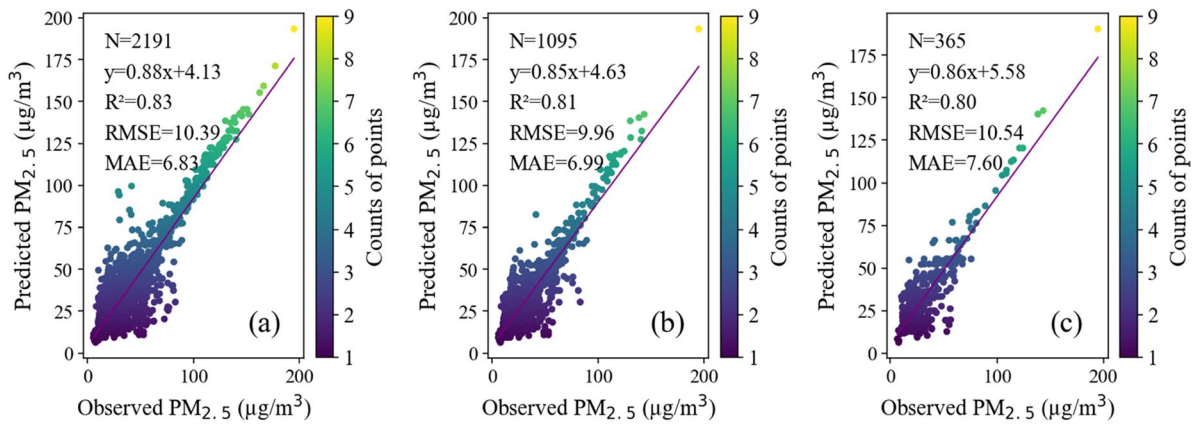 200
175
150
125
100
75
50
25
0
N=2191
y=0.88x+4.13
R²=0.83
RMSE=10.39
MAE=6.83
(a)
0 100 200
Observed PM2.5 (μg/m3)
Predicted PM2.5 (μg/m3)
9
8
7
6
5
4
3
2
1
Counts of points
200
175
150
125
100
75
50
25
0
N=1095
y=0.85x+4.63
R²=0.81
RMSE=9.96
MAE=6.99
(b)
0 100 200
Observed PM2.5 (μg/m3)
Predicted PM2.5 (μg/m3)
9
8
7
6
5
4
3
2
1
Counts of points
175
150
125
100
75
50
25
0
N=365
y=0.86x+5.58
R²=0.80
RMSE=10.54
MAE=7.60
(c)
0 100 200
Observed PM2.5 (μg/m3)
Predicted PM2.5 (μg/m3)
9
8
7
6
5
4
3
2
1
Counts of points